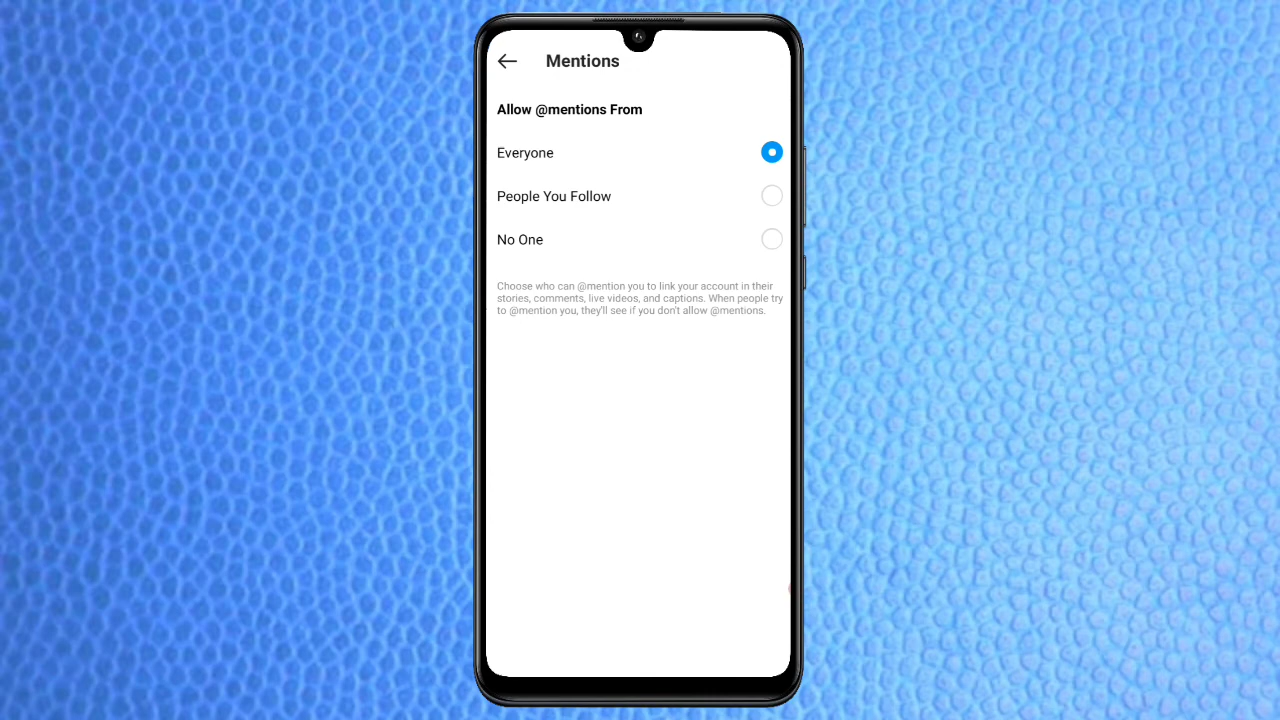 Mentions
Allow @mentions From
Everyone
People You Follow
No One
Choose who can @mention you to link your account in their
stories, comments, live videos, and captions. When people try
to @mention you, they'll see if you don't allow @mentions.